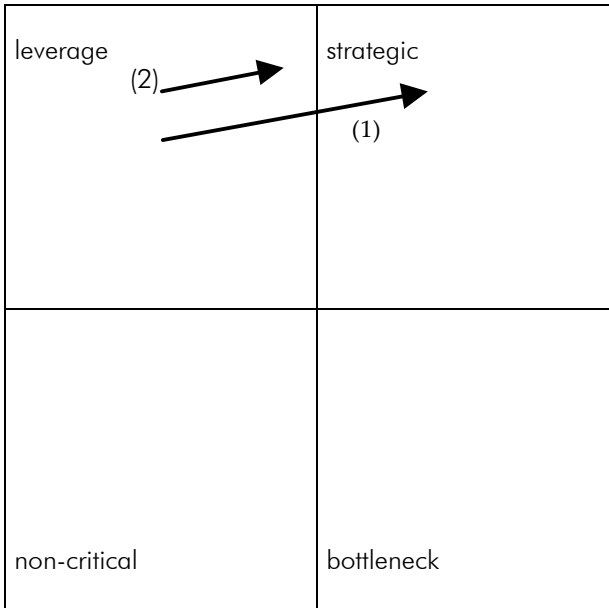 leverage
strategic
(2)
(1)
non-critical
bottleneck